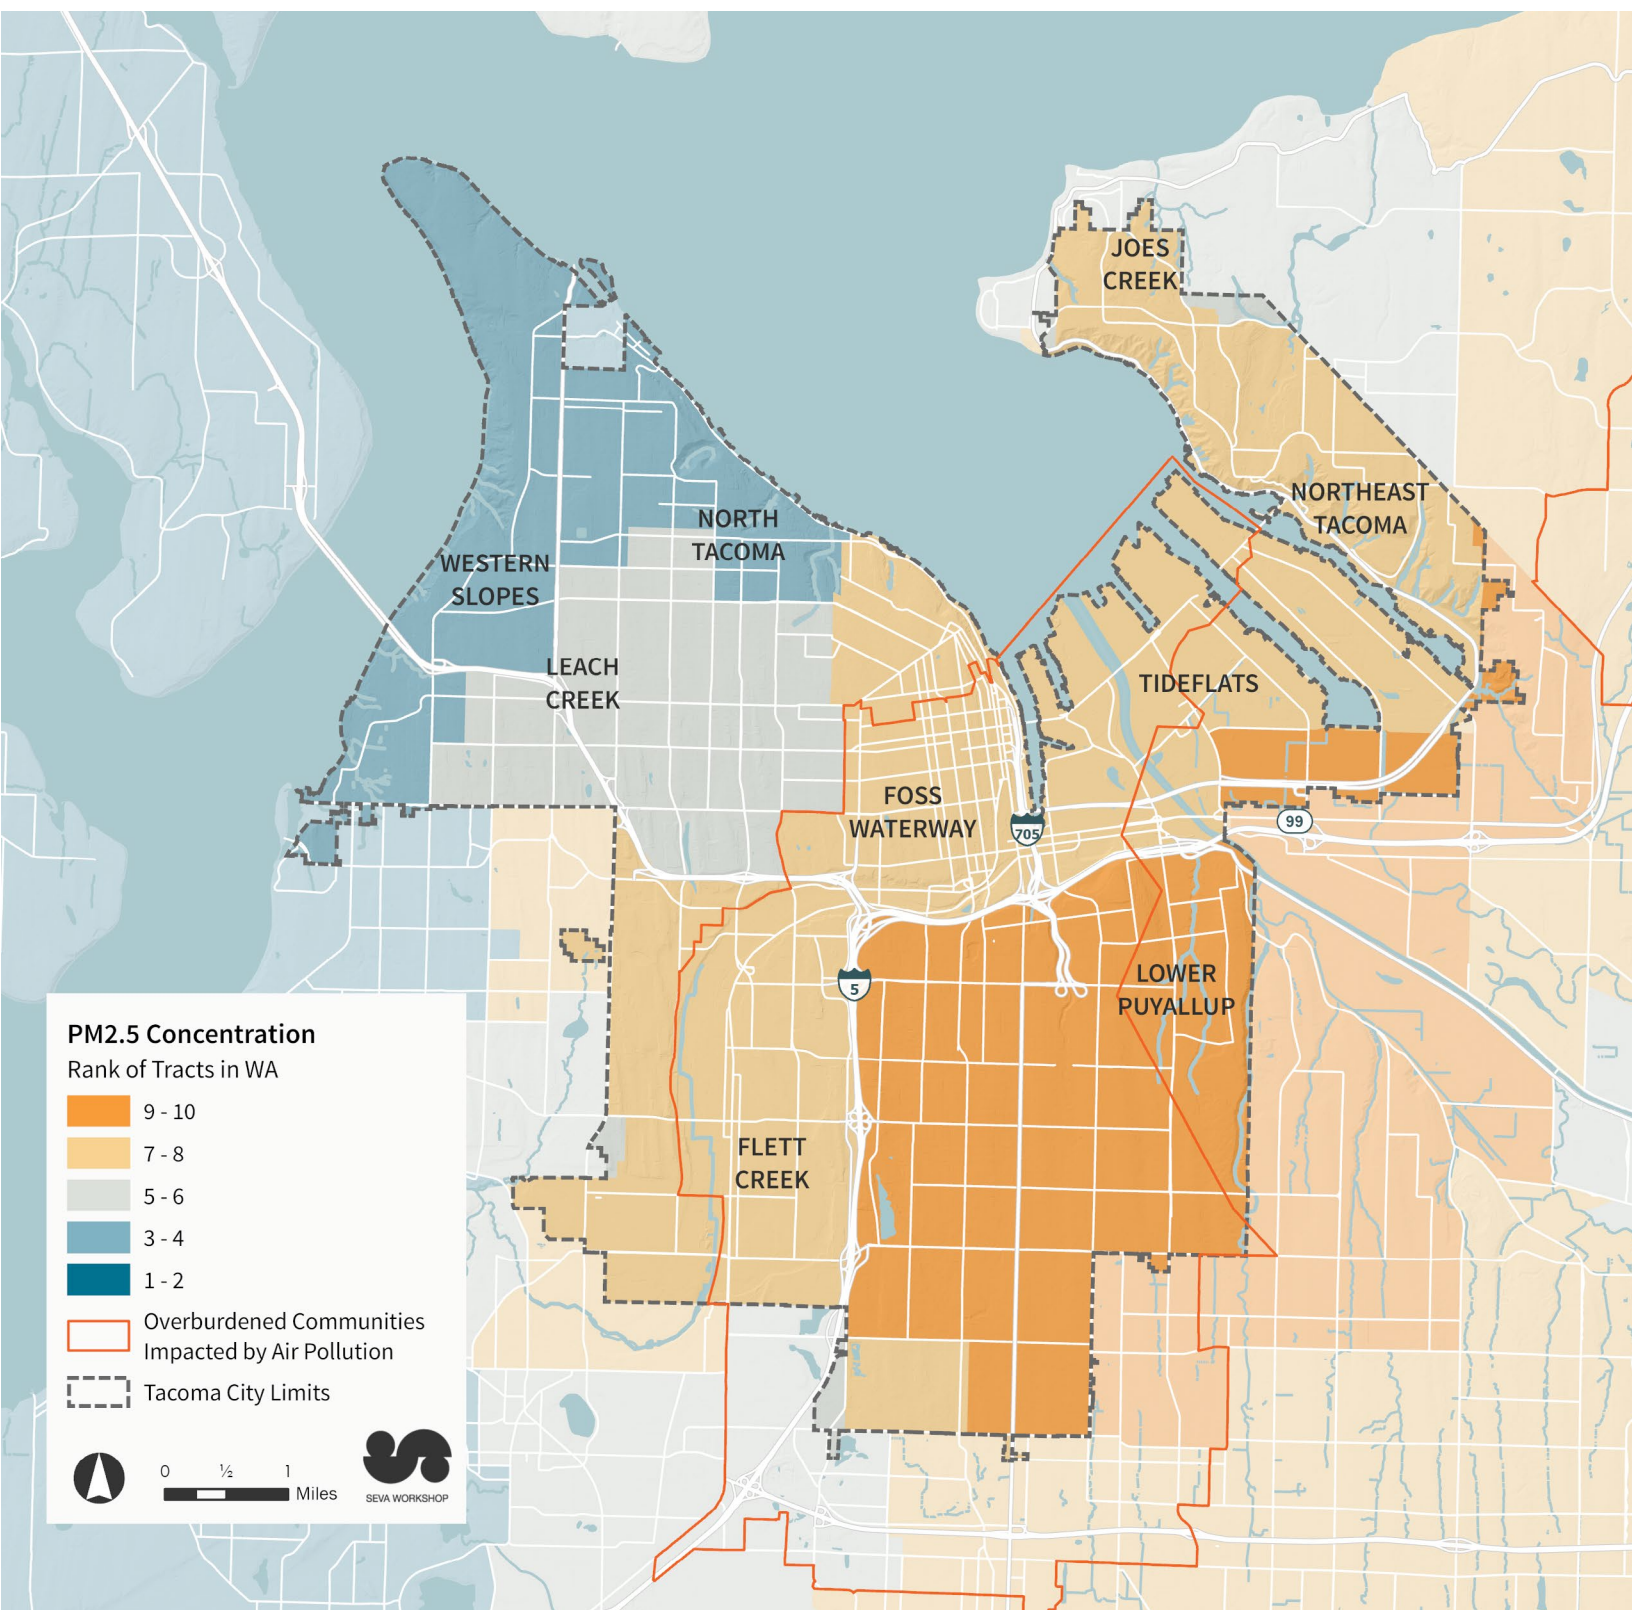 JOES
CREEK
NORTHEAST
TACOMA
NORTH
TACOMA
WESTERN
SLOPES
LEACH
CREEK
TIDEFLATS
FOSS
WATERWAY
705
99
LOWER
PUYALLUP
5
FLETT
CREEK
PM2.5 Concentration
Rank of Tracts in WA
9 - 10
7 - 8
5 - 6
3 - 4
1 - 2
Overburdened Communities
Impacted by Air Pollution
Tacoma City Limits
0 ½ 1
Miles
SEVA WORKSHOP